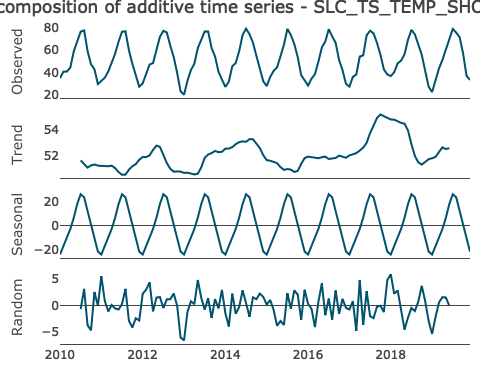 composition of additive time series - SLC_TS_TEMP_SHO
Observed
80
60
40
20
Trend
54
52
Seasonal
20
0
−20
Random
5
0
−5
2010 2012 2014 2016 2018